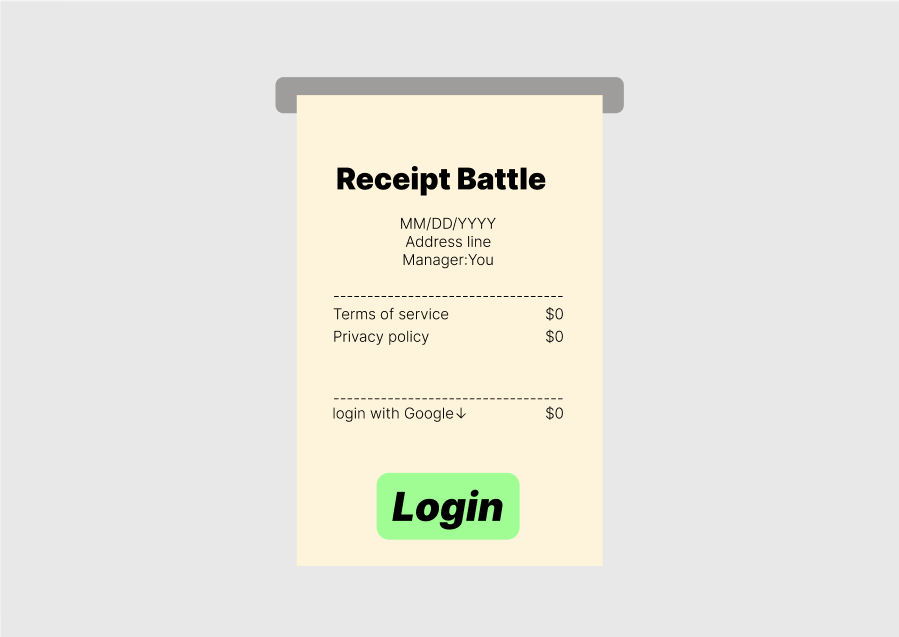 Receipt Battle
MM/DD/YYYY
Address line
Manager:You
----------------------------------
Terms of service $0
Privacy policy $0
----------------------------------
login with Google↓ $0
Login